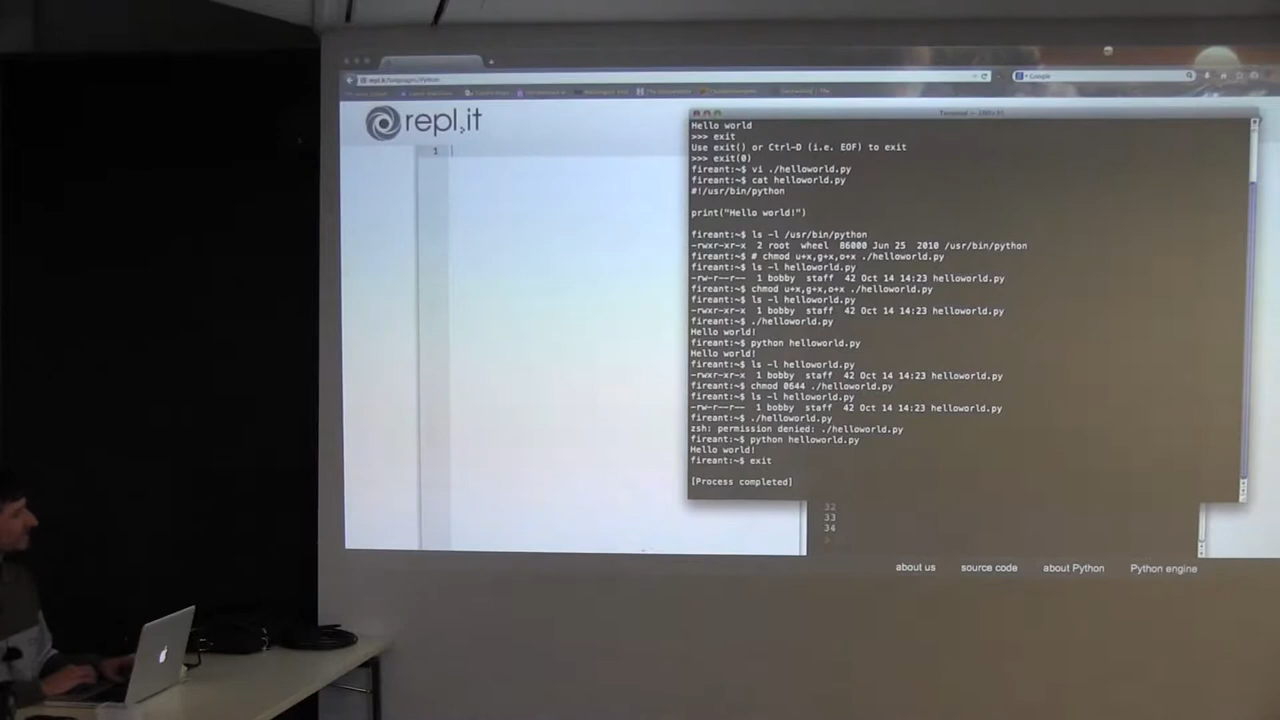 Google
repl.it
1
Hello world
>>> exit
Use exit() or Ctrl-D (i.e. EOF) to exit
>>> exit(0)
fireant:~$ vi ./helloworld.py
fireant:~$ cat helloworld.py
#!/usr/bin/python
print("Hello world!")
fireant:~$ ls -l /usr/bin/python
-rwxr-xr-x 2 root wheel 86000 Jun 25 2010 /usr/bin/python
fireant:~$ # chmod u+x,g+x,o+x ./helloworld.py
fireant:~$ ls -l helloworld.py
-rw-r--r-- 1 bobby staff 42 Oct 14 14:23 helloworld.py
fireant:~$ chmod u+x,g+x,o+x ./helloworld.py
fireant:~$ ls -l helloworld.py
-rwxr-xr-x 1 bobby staff 42 Oct 14 14:23 helloworld.py
fireant:~$ ./helloworld.py
Hello world!
fireant:~$ python helloworld.py
Hello world!
fireant:~$ ls -l helloworld.py
-rwxr-xr-x 1 bobby staff 42 Oct 14 14:23 helloworld.py
fireant:~$ chmod 0644 ./helloworld.py
fireant:~$ ls -l helloworld.py
-rw-r--r-- 1 bobby staff 42 Oct 14 14:23 helloworld.py
fireant:~$ ./helloworld.py
zsh: permission denied: ./helloworld.py
fireant:~$ python helloworld.py
Hello world!
fireant:~$ exit
[Process completed]
32
33
34
about us source code about Python Python engine